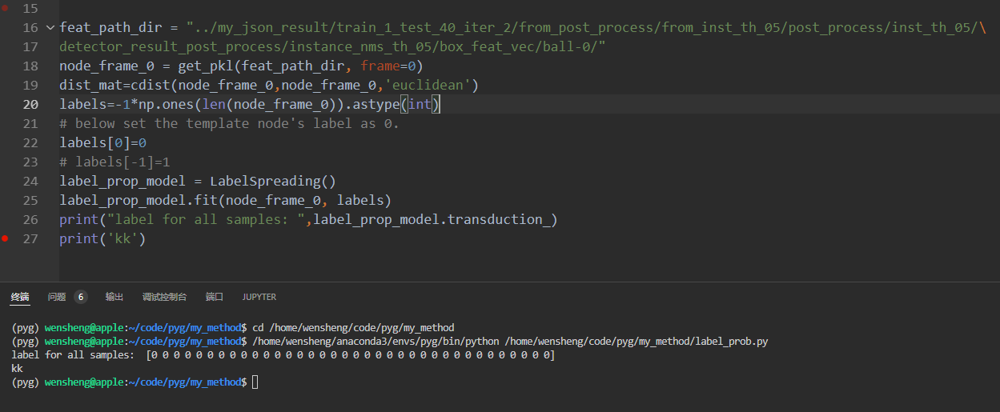 15
16 feat_path_dir = "../my_json_result/train_1_test_40_iter_2/from_post_process/from_inst_th_05/post_process/inst_th_05/\
17 detector_result_post_process/instance_nms_th_05/box_feat_vec/ball-0/"
18 node_frame_0 = get_pkl(feat_path_dir, frame=0)
19 dist_mat=cdist(node_frame_0,node_frame_0,'euclidean')
20 labels=-1*np.ones(len(node_frame_0)).astype(int)
21 # below set the template node's label as 0.
22 labels[0]=0
23 # labels[-1]=1
24 label_prop_model = LabelSpreading()
25 label_prop_model.fit(node_frame_0, labels)
26 print("label for all samples: ",label_prop_model.transduction_)
27 print('kk')
终端 问题 6 输出 调试控制台 端口 JUPYTER
(pyg) wensheng@apple:~/code/pyg/my_method$ cd /home/wensheng/code/pyg/my_method
(pyg) wensheng@apple:~/code/pyg/my_method$ /home/wensheng/anaconda3/envs/pyg/bin/python /home/wensheng/code/pyg/my_method/label_prob.py
label for all samples:  [0 0 0 0 0 0 0 0 0 0 0 0 0 0 0 0 0 0 0 0 0 0 0 0 0 0 0 0 0 0 0 0 0 0 0 0]
kk
(pyg) wensheng@apple:~/code/pyg/my_method$